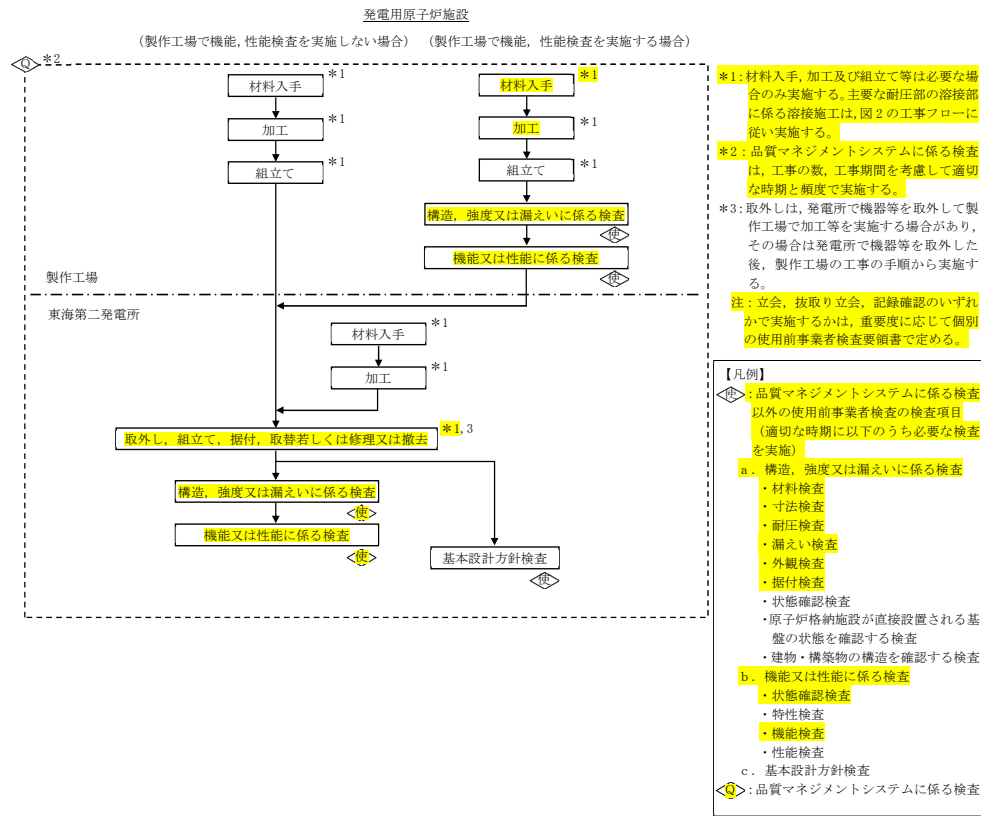 発電用原子炉施設
（製作工場で機能，性能検査を実施しない場合）
（製作工場で機能，性能検査を実施する場合）
Q
＊2
材料入手
＊1
加工
＊1
組立て
＊1
材料入手
＊1
加工
＊1
組立て
＊1
構造，強度又は漏えいに係る検査
使
機能又は性能に係る検査
使
製作工場
東海第二発電所
材料入手
＊1
加工
＊1
取外し，組立て，据付，取替若しくは修理又は撤去
＊1,3
構造，強度又は漏えいに係る検査
使
機能又は性能に係る検査
使
基本設計方針検査
使
＊1：材料入手，加工及び組立て等は必要な場
合のみ実施する。主要な耐圧部の溶接部
に係る溶接施工は，図２の工事フローに
従い実施する。
＊2：品質マネジメントシステムに係る検査
は，工事の数，工事期間を考慮して適切
な時期と頻度で実施する。
＊3：取外しは，発電所で機器等を取外して製
作工場で加工等を実施する場合があり，
その場合は発電所で機器等を取外した
後，製作工場の工事の手順から実施す
る。
注：立会，抜取り立会，記録確認のいずれ
かで実施するかは，重要度に応じて個別
の使用前事業者検査要領書で定める。
【凡例】
使：品質マネジメントシステムに係る検査
以外の使用前事業者検査の検査項目
（適切な時期に以下のうち必要な検査
を実施）
ａ．構造，強度又は漏えいに係る検査
・材料検査
・寸法検査
・耐圧検査
・漏えい検査
・外観検査
・据付検査
・状態確認検査
・原子炉格納施設が直接設置される基
盤の状態を確認する検査
・建物・構築物の構造を確認する検査
ｂ．機能又は性能に係る検査
・状態確認検査
・特性検査
・機能検査
・性能検査
ｃ．基本設計方針検査
Q：品質マネジメントシステムに係る検査